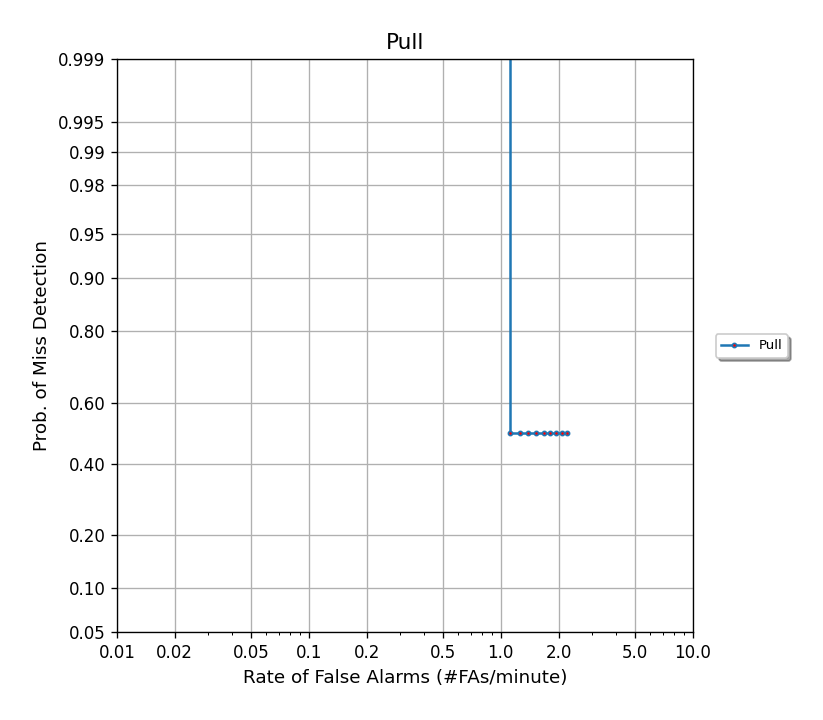 Pull
0.999
0.995
0.99
0.98
0.95
0.90
0.80
0.60
0.40
0.20
0.10
0.05
Prob. of Miss Detection
0.01 0.02 0.05 0.1 0.2 0.5 1.0 2.0 5.0 10.0
Rate of False Alarms (#FAs/minute)
Pull